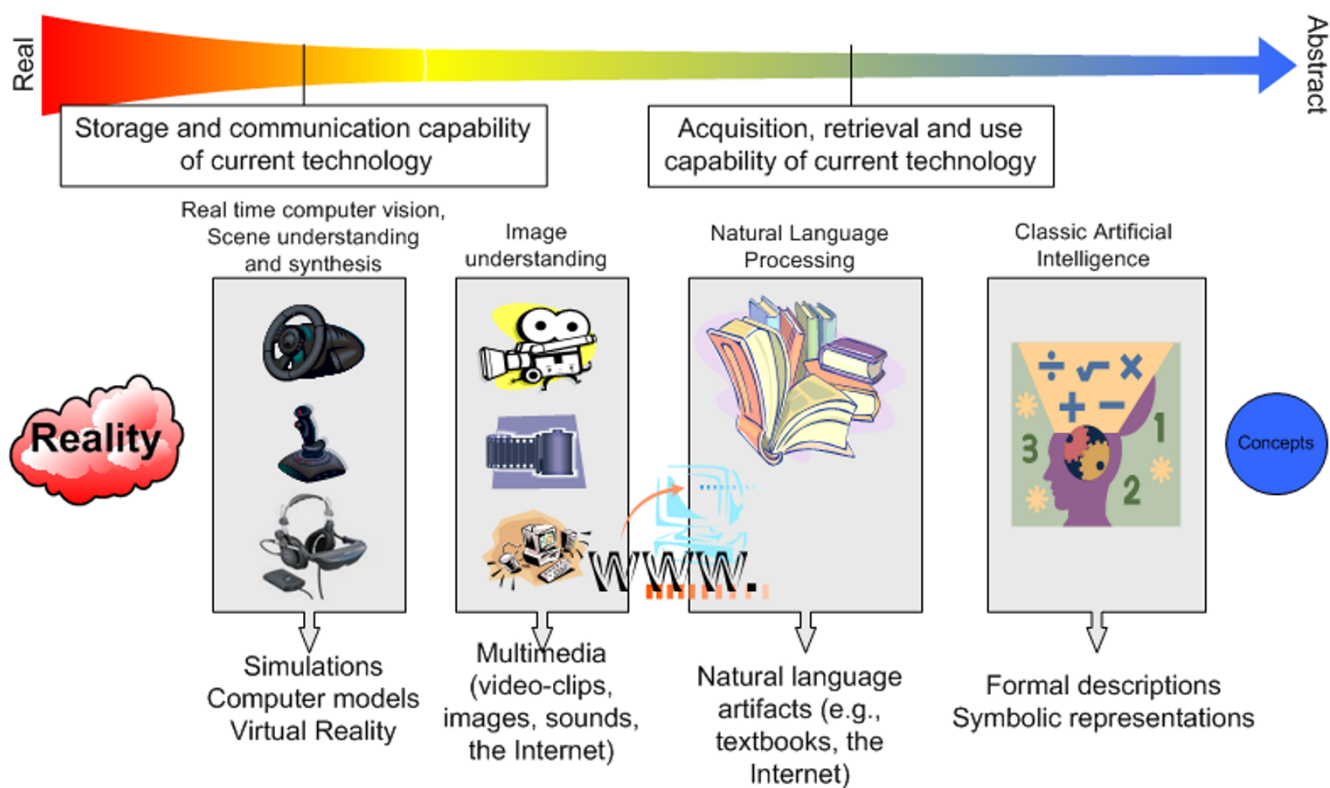 Real
Abstract
Storage and communication capability
of current technology
Acquisition, retrieval and use
capability of current technology
Real time computer vision,
Scene understanding
and synthesis
Image
understanding
Natural Language
Processing
Classic Artificial
Intelligence
Reality
÷ √ ×
+ −
3
1
2
Concepts
www.
Simulations
Computer models
Virtual Reality
Multimedia
(video-clips,
images, sounds,
the Internet)
Natural language
artifacts (e.g.,
textbooks, the
Internet)
Formal descriptions
Symbolic representations